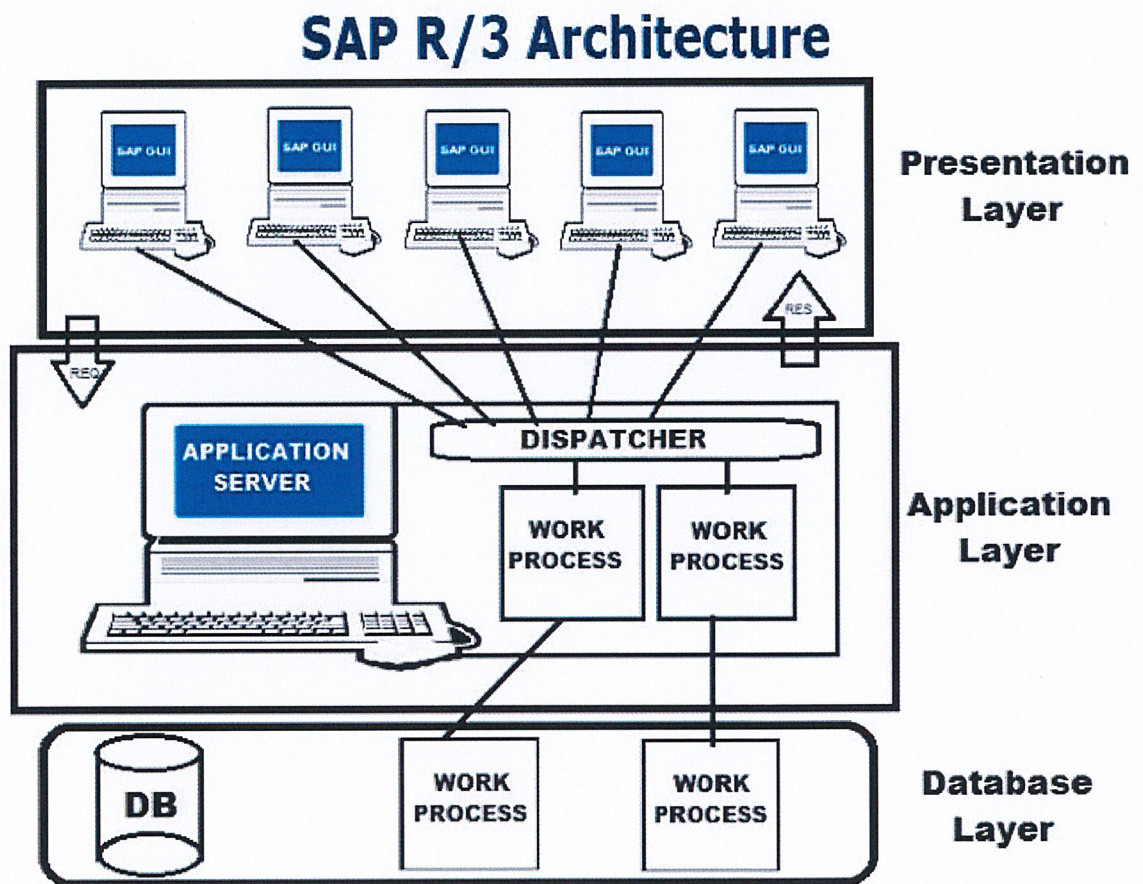 SAP R/3 Architecture
SAP GUI
SAP GUI
SAP GUI
SAP GUI
SAP GUI
Presentation
Layer
REQ
RES
APPLICATION
SERVER
DISPATCHER
WORK
PROCESS
WORK
PROCESS
Application
Layer
DB
WORK
PROCESS
WORK
PROCESS
Database
Layer